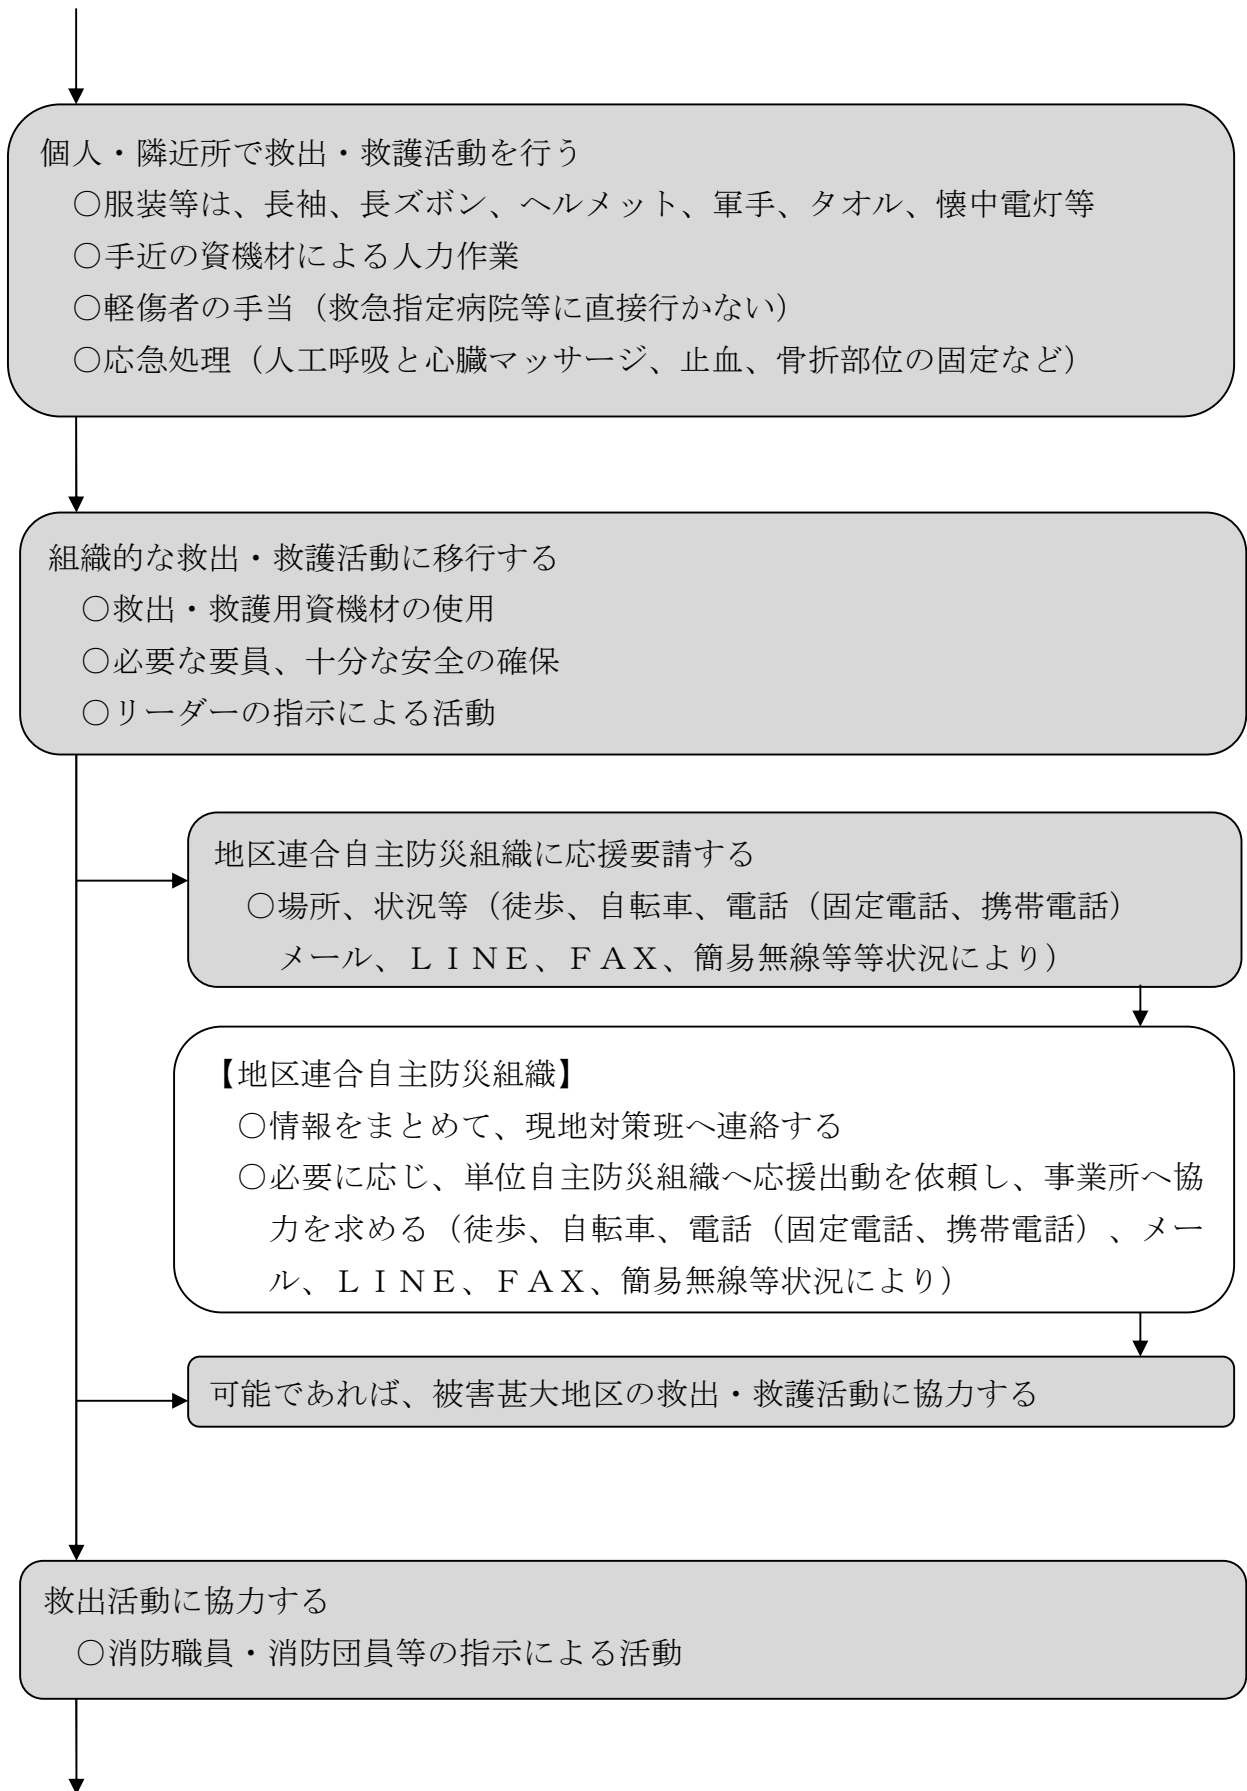 個人・隣近所で救出・救護活動を行う
○服装等は、長袖、長ズボン、ヘルメット、軍手、タオル、懐中電灯等
○手近の資機材による人力作業
○軽傷者の手当（救急指定病院等に直接行かない）
○応急処理（人工呼吸と心臓マッサージ、止血、骨折部位の固定など）
組織的な救出・救護活動に移行する
○救出・救護用資機材の使用
○必要な要員、十分な安全の確保
○リーダーの指示による活動
地区連合自主防災組織に応援要請する
○場所、状況等（徒歩、自転車、電話（固定電話、携帯電話）
メール、ＬＩＮＥ、ＦＡＸ、簡易無線等等状況により）
【地区連合自主防災組織】
○情報をまとめて、現地対策班へ連絡する
○必要に応じ、単位自主防災組織へ応援出動を依頼し、事業所へ協
力を求める（徒歩、自転車、電話（固定電話、携帯電話）、メー
ル、ＬＩＮＥ、ＦＡＸ、簡易無線等状況により）
可能であれば、被害甚大地区の救出・救護活動に協力する
救出活動に協力する
○消防職員・消防団員等の指示による活動